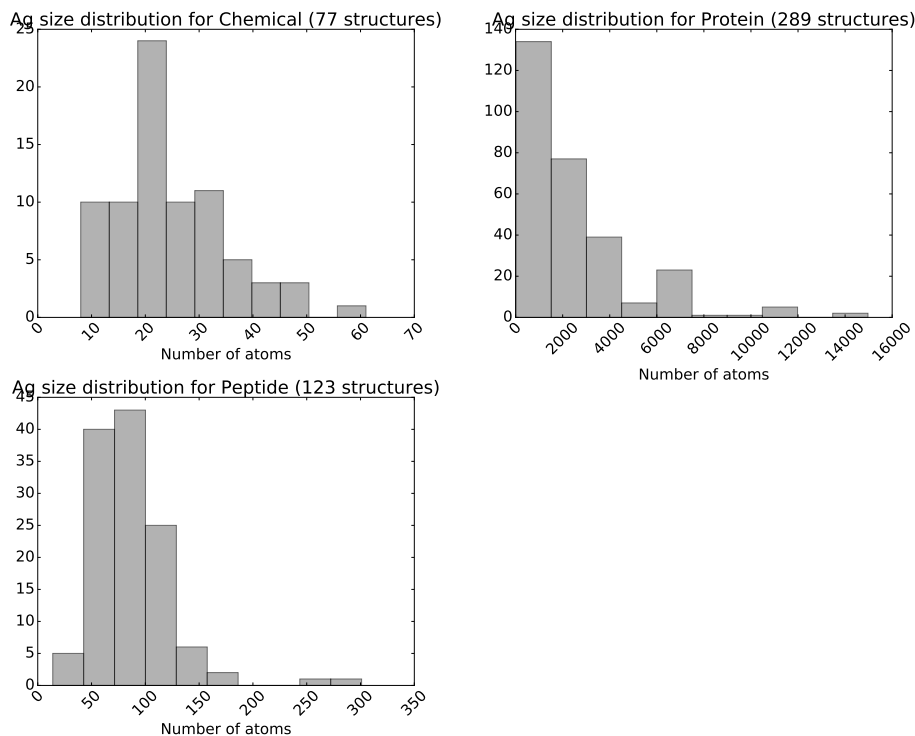 Ag size distribution for Chemical (77 structures)
25
20
15
10
5
0
0 10 20 30 40 50 60 70
Number of atoms
Ag size distribution for Protein (289 structures)
140
120
100
80
60
40
20
0
0 2000 4000 6000 8000 10000 12000 14000 16000
Number of atoms
Ag size distribution for Peptide (123 structures)
45
40
35
30
25
20
15
10
5
0
0 50 100 150 200 250 300 350
Number of atoms